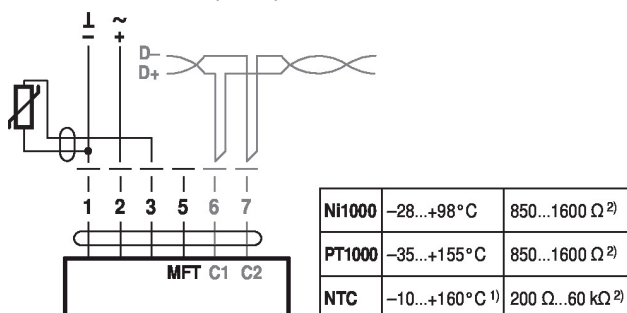 ⊥ ~
– +
D–
D+
1 2 3 5 6 7
MFT C1 C2
Ni1000 –28...+98°C 850...1600 Ω 2)
PT1000 –35...+155°C 850...1600 Ω 2)
NTC –10...+160°C 1) 200 Ω...60 kΩ 2)